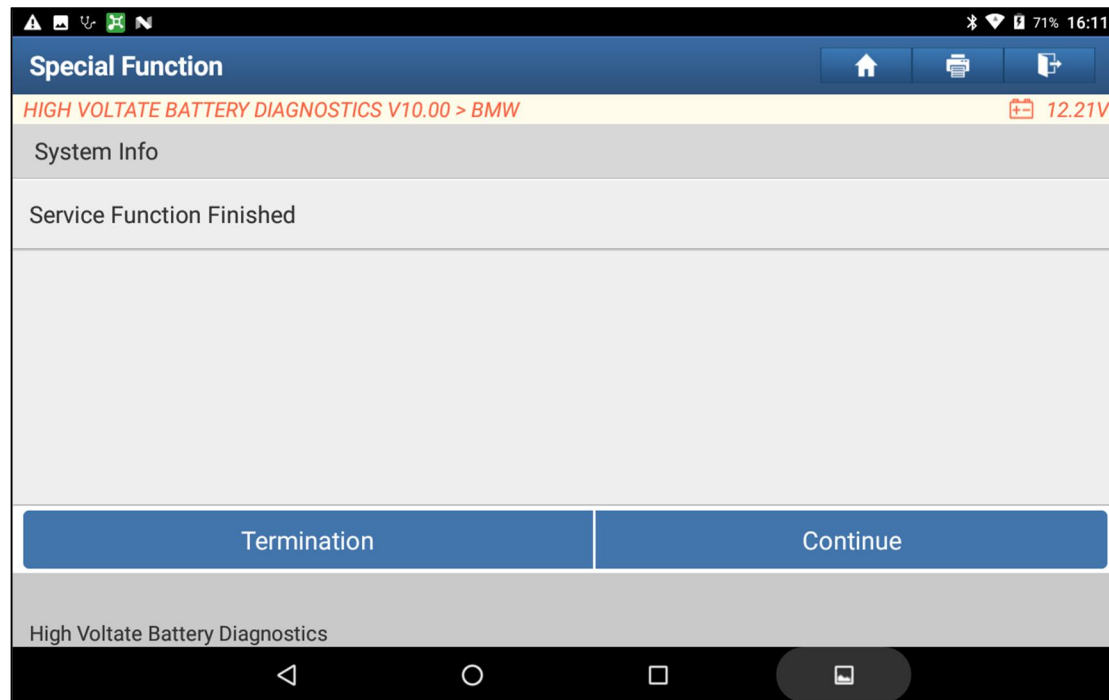 71% 16:11
Special Function
HIGH VOLTATE BATTERY DIAGNOSTICS V10.00 > BMW 12.21V
System Info
Service Function Finished
Termination Continue
High Voltate Battery Diagnostics